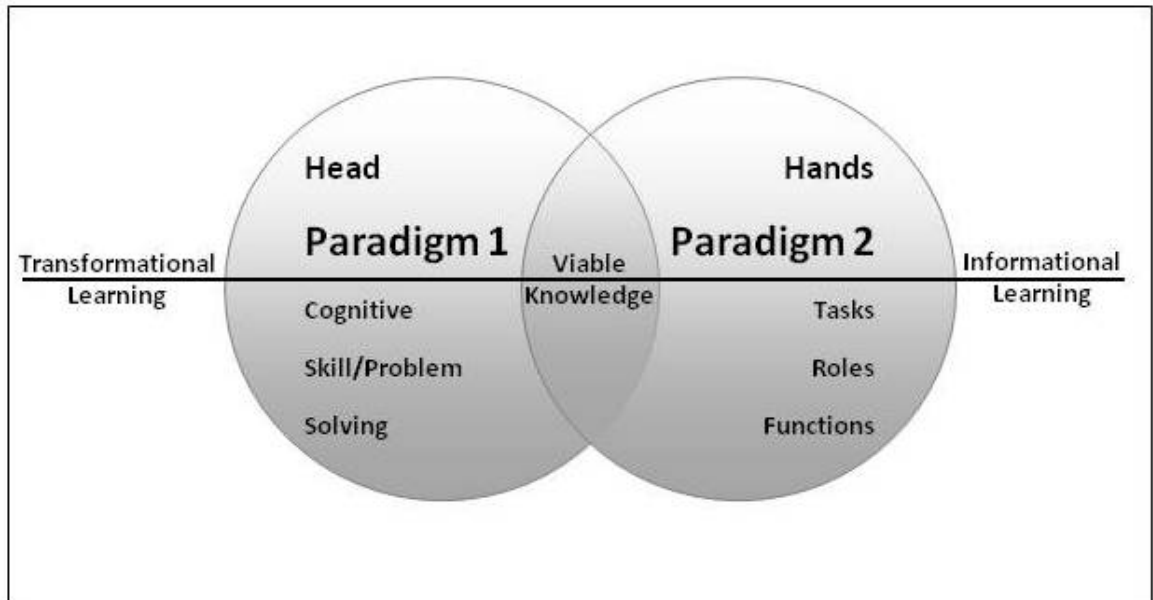 Head
Hands
Paradigm 1
Paradigm 2
Transformational
Learning
Viable
Knowledge
Informational
Learning
Cognitive
Skill/Problem
Solving
Tasks
Roles
Functions